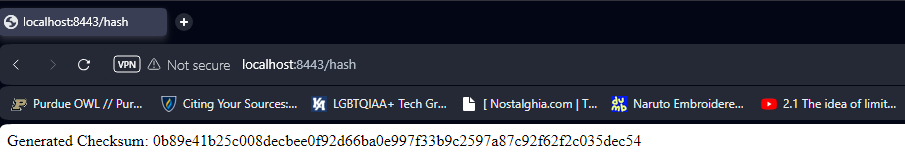 localhost:8443/hash
VPN Not secure localhost:8443/hash
Purdue OWL // Pur... Citing Your Sources:... LGBTQIAA+ Tech Gr... [ Nostalghia.com | T... Naruto Embroidere... 2.1 The idea of limit...
Generated Checksum: 0b89e41b25c008decbee0f92d66ba0e997f33b9c2597a87c92f62f2c035dec54